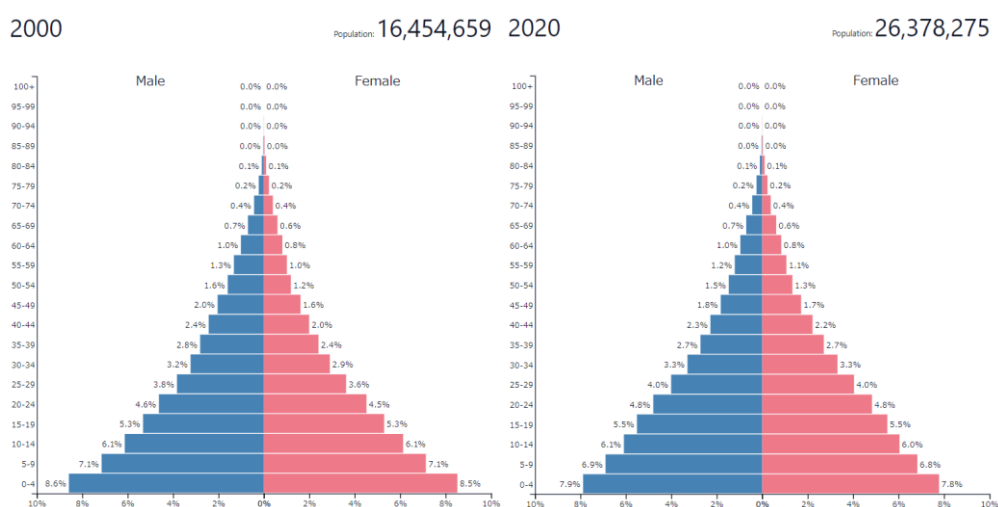 2000 Population: 16,454,659
Male Female
100+ 0.0% 0.0%
95-99 0.0% 0.0%
90-94 0.0% 0.0%
85-89 0.0% 0.0%
80-84 0.1% 0.1%
75-79 0.2% 0.2%
70-74 0.4% 0.4%
65-69 0.7% 0.6%
60-64 1.0% 0.8%
55-59 1.3% 1.0%
50-54 1.6% 1.2%
45-49 2.0% 1.6%
40-44 2.4% 2.0%
35-39 2.8% 2.4%
30-34 3.2% 2.9%
25-29 3.8% 3.6%
20-24 4.6% 4.5%
15-19 5.3% 5.3%
10-14 6.1% 6.1%
5-9 7.1% 7.1%
0-4 8.6% 8.5%
10% 8% 6% 4% 2% 0% 2% 4% 6% 8% 10%
2020 Population: 26,378,275
Male Female
100+ 0.0% 0.0%
95-99 0.0% 0.0%
90-94 0.0% 0.0%
85-89 0.0% 0.0%
80-84 0.1% 0.1%
75-79 0.2% 0.2%
70-74 0.4% 0.4%
65-69 0.7% 0.6%
60-64 1.0% 0.8%
55-59 1.2% 1.1%
50-54 1.5% 1.3%
45-49 1.8% 1.7%
40-44 2.3% 2.2%
35-39 2.7% 2.7%
30-34 3.3% 3.3%
25-29 4.0% 4.0%
20-24 4.8% 4.8%
15-19 5.5% 5.5%
10-14 6.1% 6.0%
5-9 6.9% 6.8%
0-4 7.9% 7.8%
10% 8% 6% 4% 2% 0% 2% 4% 6% 8% 10%